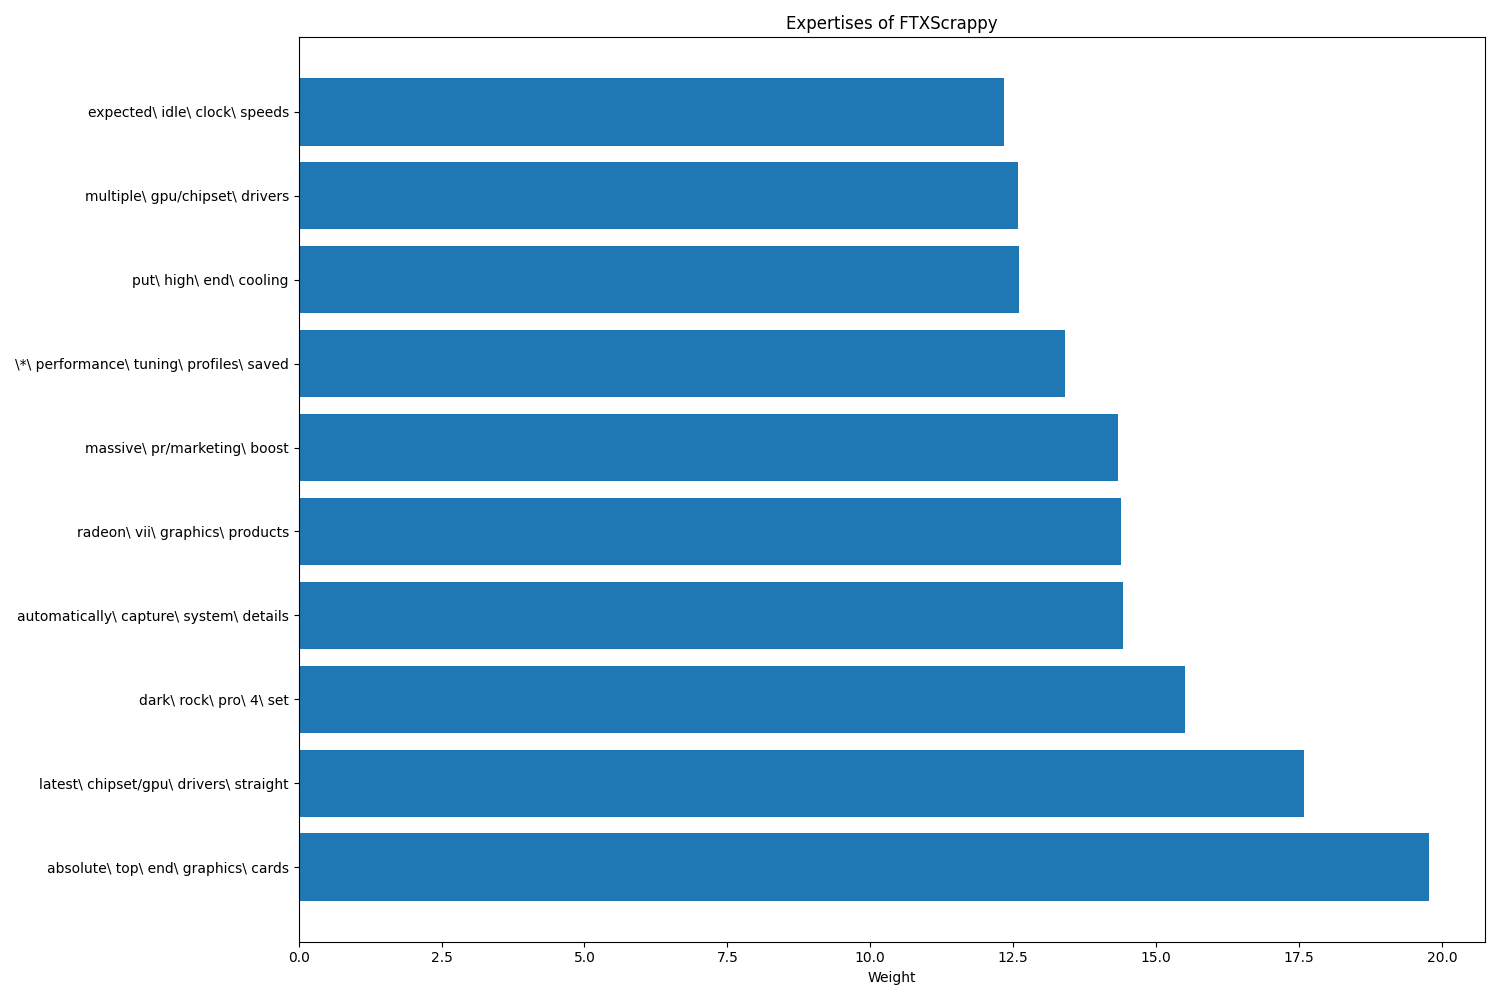 Expertises of FTXScrappy
expected\ idle\ clock\ speeds
multiple\ gpu/chipset\ drivers
put\ high\ end\ cooling
\*\ performance\ tuning\ profiles\ saved
massive\ pr/marketing\ boost
radeon\ vii\ graphics\ products
automatically\ capture\ system\ details
dark\ rock\ pro\ 4\ set
latest\ chipset/gpu\ drivers\ straight
absolute\ top\ end\ graphics\ cards
0.0 2.5 5.0 7.5 10.0 12.5 15.0 17.5 20.0
Weight